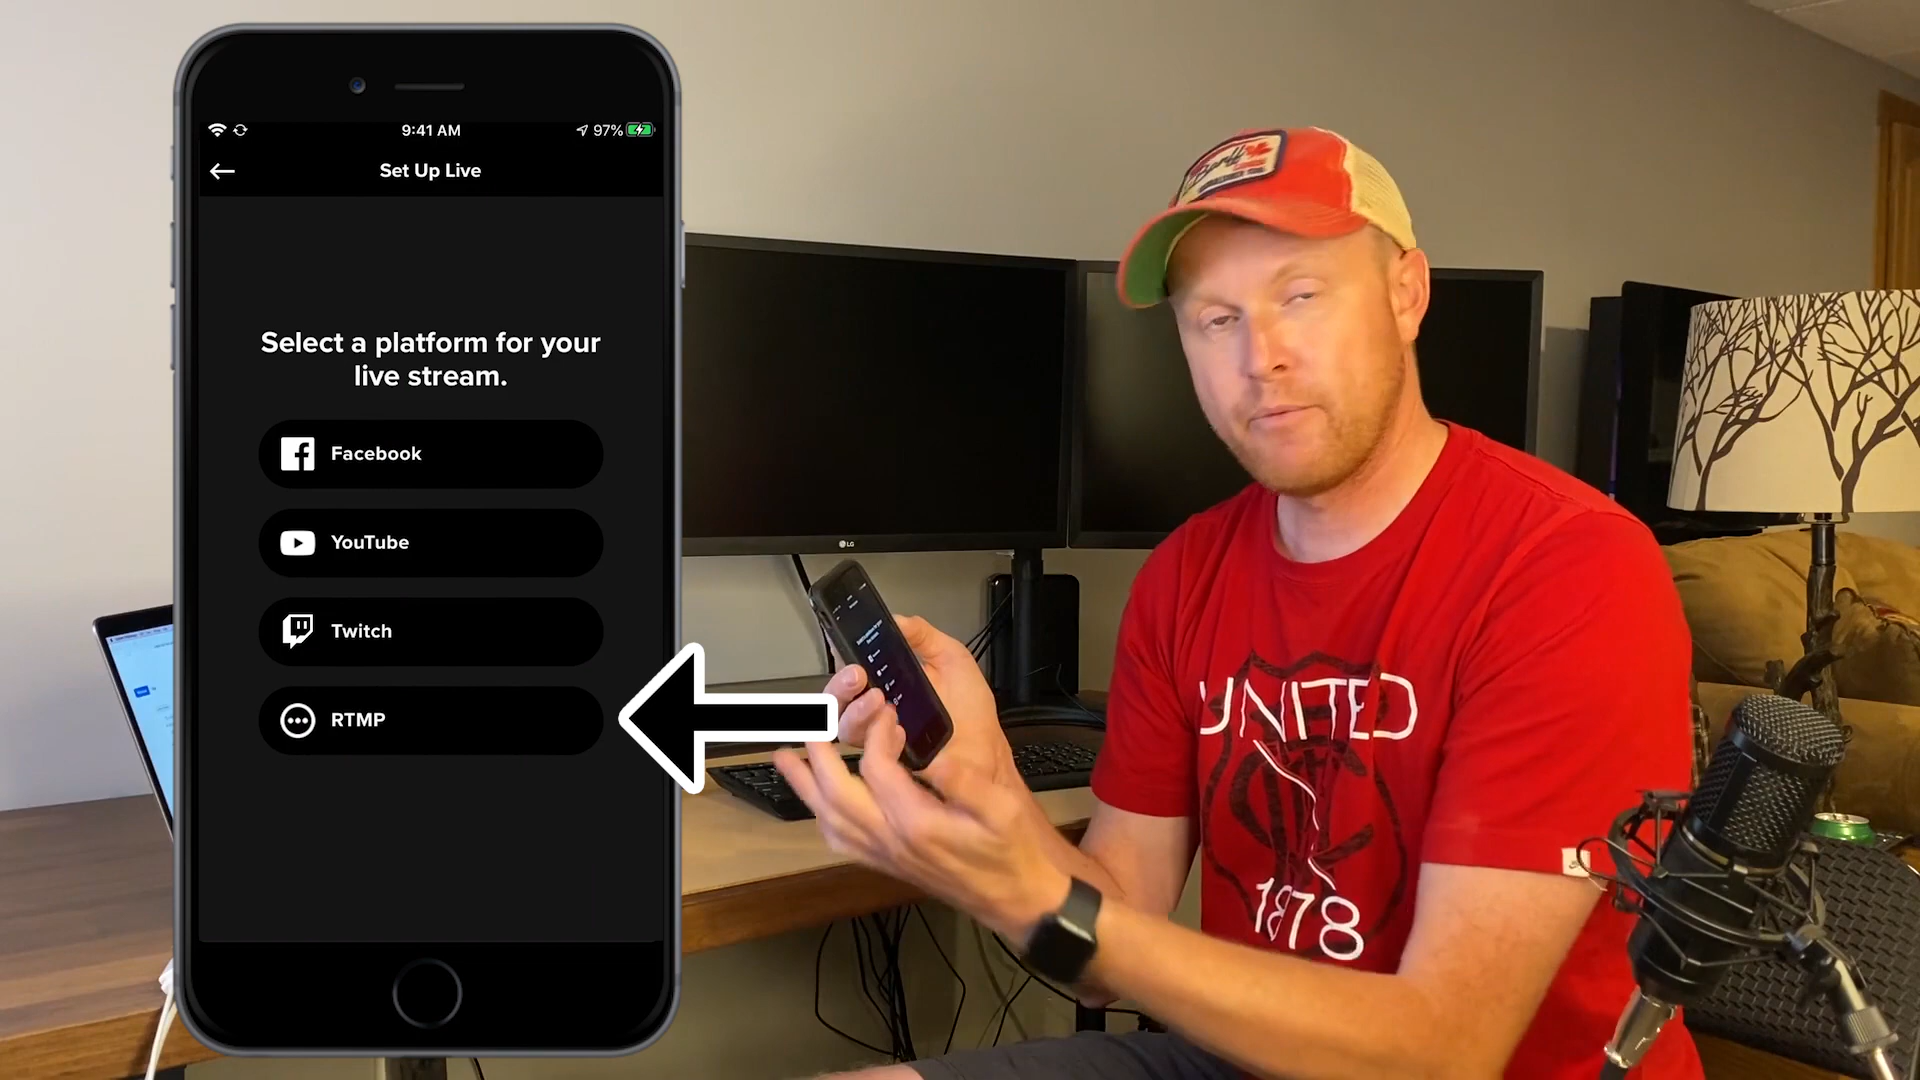 9:41 AM
97%
Set Up Live
Select a platform for your
live stream.
Facebook
YouTube
Twitch
RTMP
LG
Banff
UNITED
1878